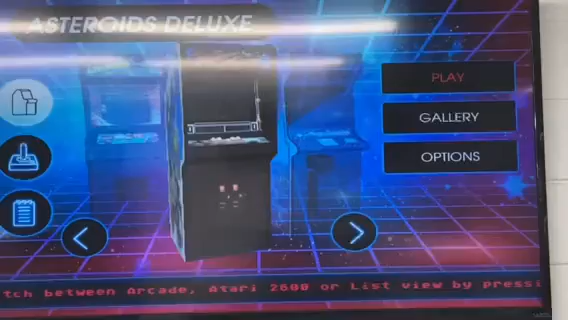 ASTEROIDS DELUXE
PLAY
GALLERY
OPTIONS
tch between Arcade, Atari 2600 or List view by pressi